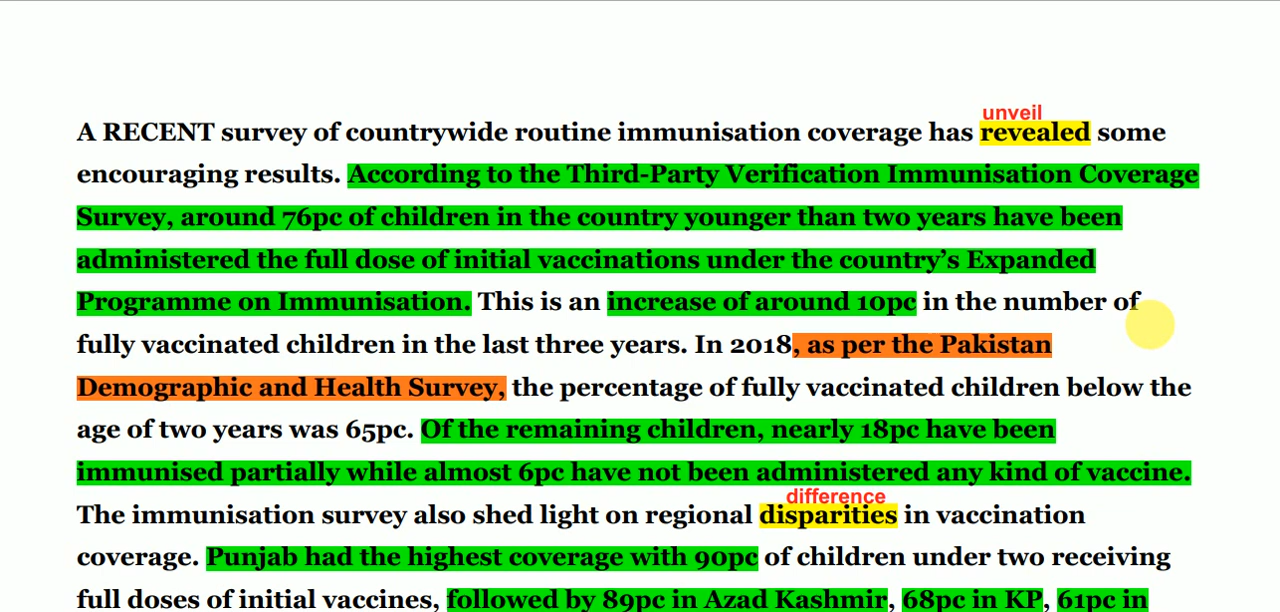 unveil
A RECENT survey of countrywide routine immunisation coverage has revealed some
encouraging results. According to the Third-Party Verification Immunisation Coverage
Survey, around 76pc of children in the country younger than two years have been
administered the full dose of initial vaccinations under the country’s Expanded
Programme on Immunisation. This is an increase of around 10pc in the number of
fully vaccinated children in the last three years. In 2018, as per the Pakistan
Demographic and Health Survey, the percentage of fully vaccinated children below the
age of two years was 65pc. Of the remaining children, nearly 18pc have been
immunised partially while almost 6pc have not been administered any kind of vaccine.
difference
The immunisation survey also shed light on regional disparities in vaccination
coverage. Punjab had the highest coverage with 90pc of children under two receiving
full doses of initial vaccines, followed by 89pc in Azad Kashmir, 68pc in KP, 61pc in